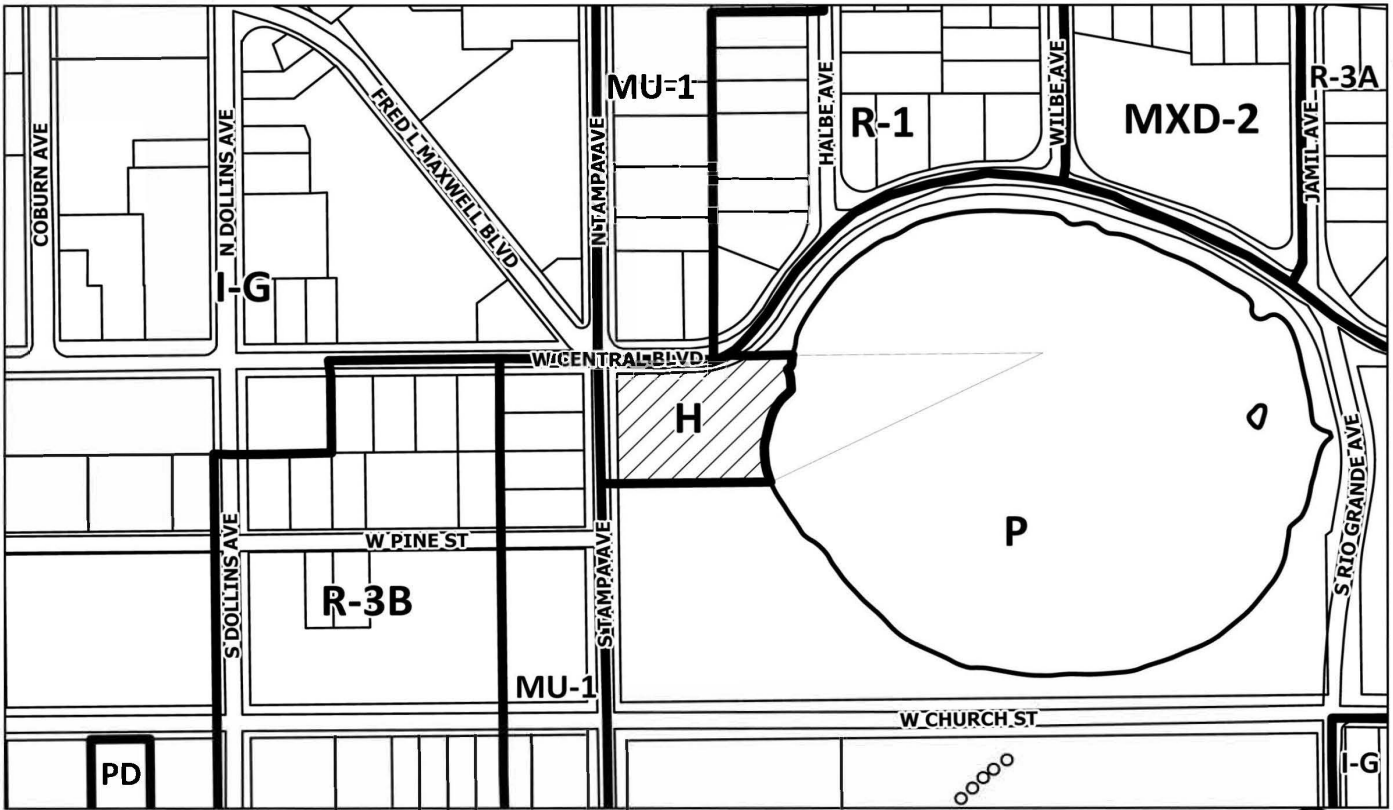 MU-1
R-3A
R-1
MXD-2
COBURN AVE
N DOLLINS AVE
FRED L MAXWELL BLVD
N TAMPA AVE
HALBE AVE
WILBE AVE
JAMIL AVE
I-G
W CENTRAL BLVD
H
P
S RIO GRANDE AVE
W PINE ST
S DOLLINS AVE
R-3B
S TAMPA AVE
MU-1
W CHURCH ST
PD
I-G